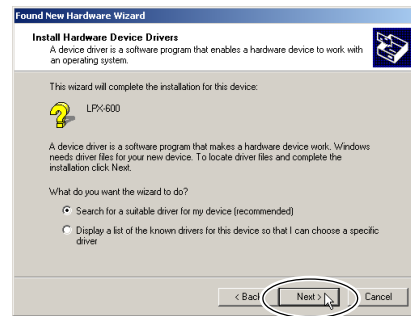 Found New Hardware Wizard
Install Hardware Device Drivers
A device driver is a software program that enables a hardware device to work with
an operating system.
This wizard will complete the installation for this device:
LPX-600
A device driver is a software program that makes a hardware device work. Windows
needs driver files for your new device. To locate driver files and complete the
installation click Next.
What do you want the wizard to do?
Search for a suitable driver for my device (recommended)
Display a list of the known drivers for this device so that I can choose a specific
driver
< Back Next > Cancel